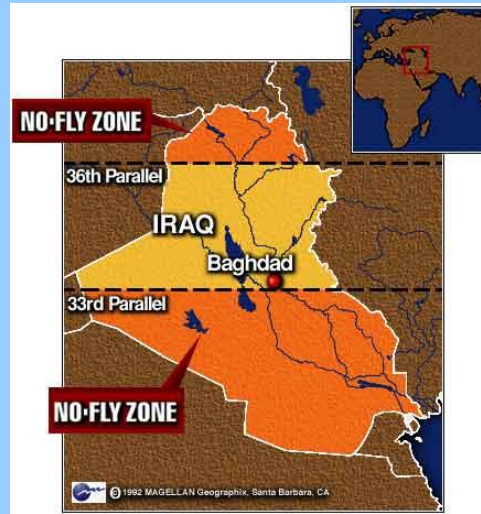 NO-FLY ZONE
36th Parallel
IRAQ
Baghdad
33rd Parallel
NO-FLY ZONE
© 1992 MAGELLAN Geographix, Santa Barbara, CA